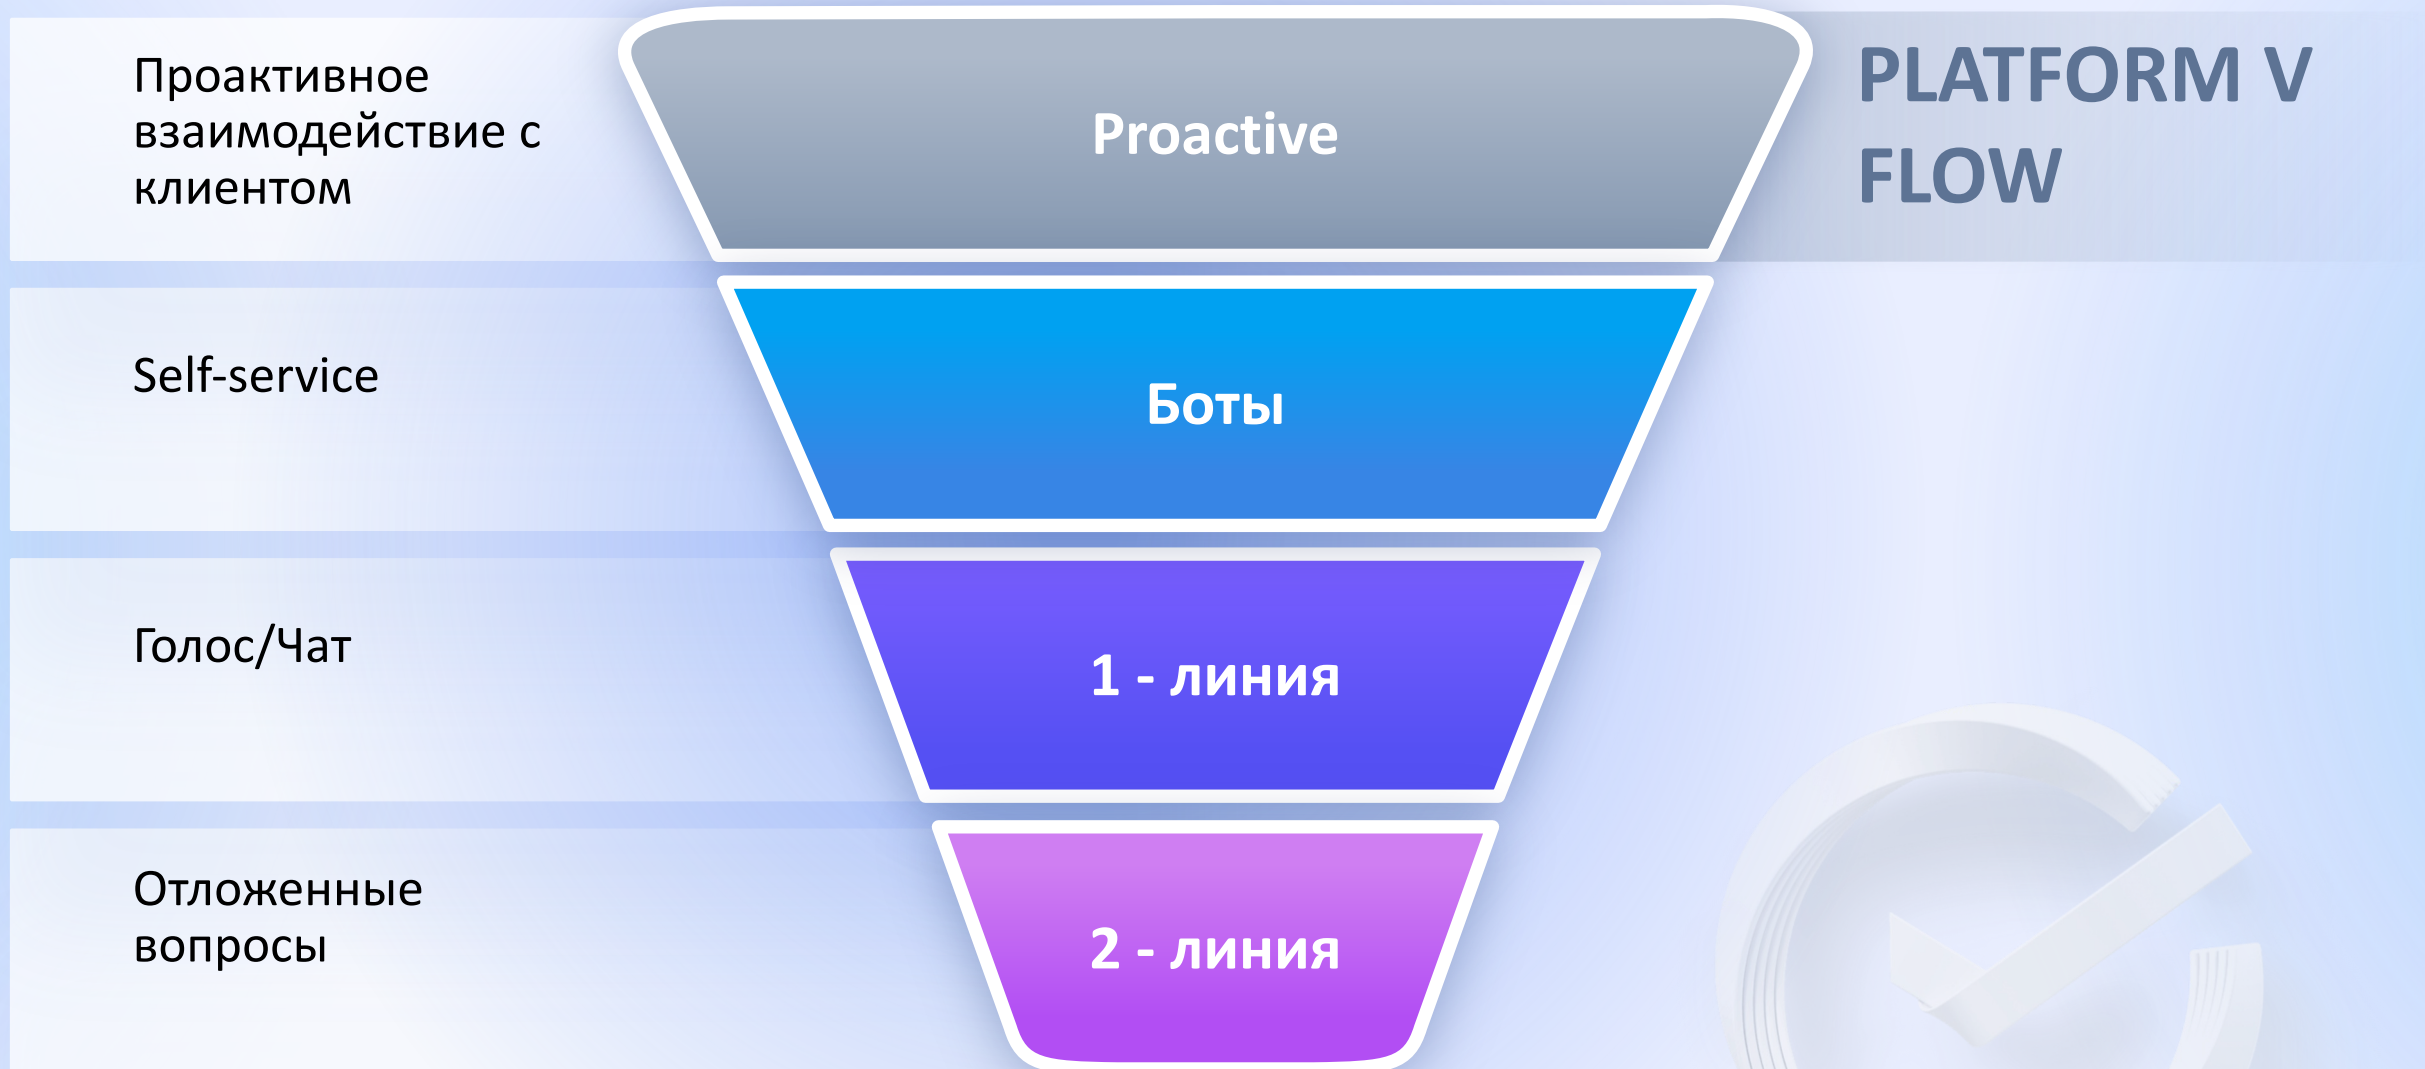 Проактивное
взаимодействие с
клиентом
Proactive
PLATFORM V
FLOW
Self-service
Боты
Голос/Чат
1 - линия
Отложенные
вопросы
2 - линия